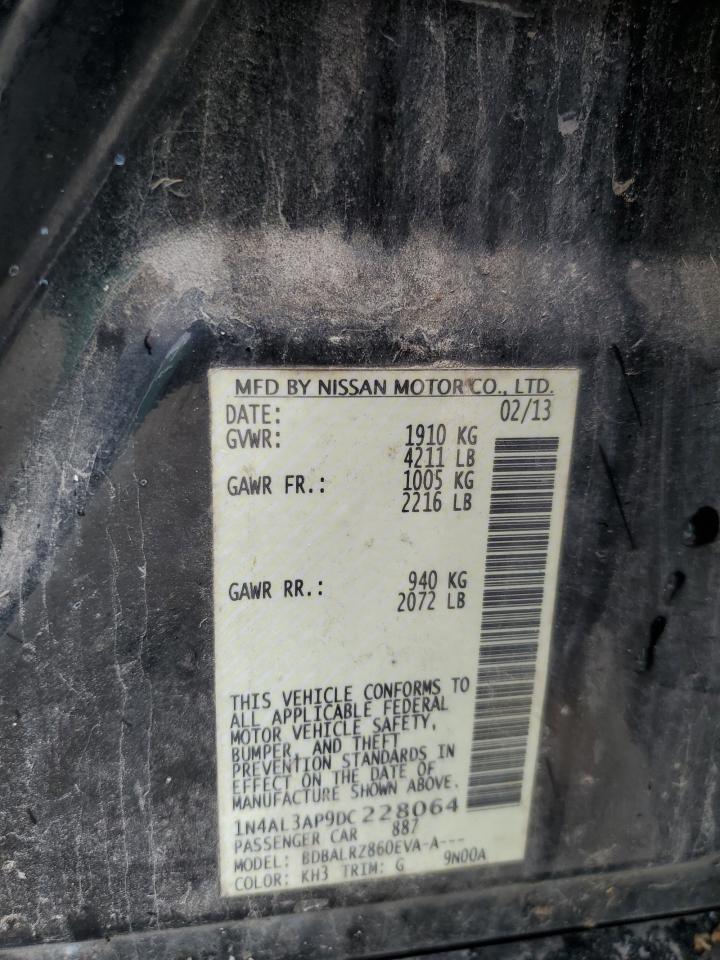 MFD BY NISSAN MOTOR CO., LTD.
DATE: 02/13
GVWR: 1910 KG
4211 LB
GAWR FR.: 1005 KG
2216 LB
GAWR RR.: 940 KG
2072 LB
THIS VEHICLE CONFORMS TO
ALL APPLICABLE FEDERAL
MOTOR VEHICLE SAFETY,
BUMPER, AND THEFT
PREVENTION STANDARDS IN
EFFECT ON THE DATE OF
MANUFACTURE SHOWN ABOVE.
1N4AL3AP9DC228064
PASSENGER CAR 887
MODEL: BDBALRZ860EVA-A---
COLOR: KH3 TRIM: G 9N00A